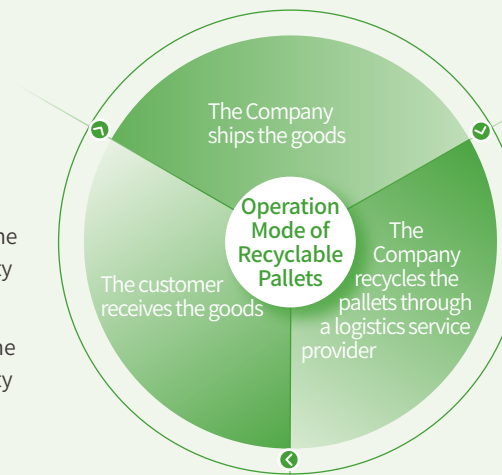 The Company
ships the goods
Operation
Mode of
Recyclable
Pallets
The
Company
recycles the
pallets through
a logistics service
provider
The customer
receives the goods